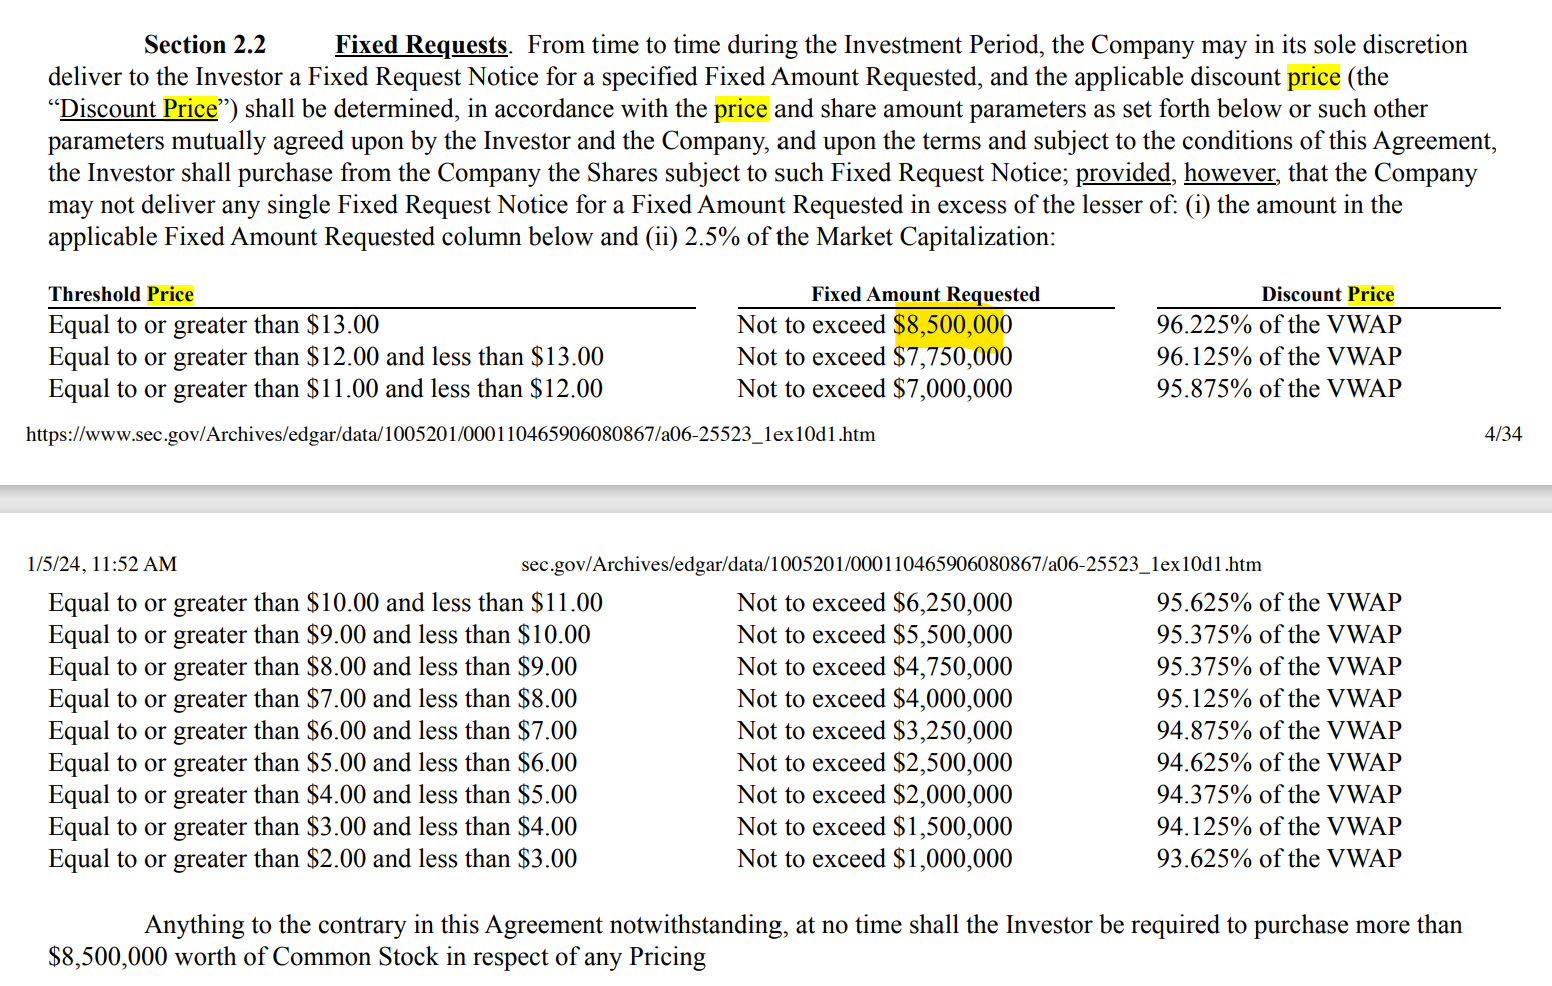 Section 2.2 Fixed Requests. From time to time during the Investment Period, the Company may in its sole discretion
deliver to the Investor a Fixed Request Notice for a specified Fixed Amount Requested, and the applicable discount price (the
“Discount Price”) shall be determined, in accordance with the price and share amount parameters as set forth below or such other
parameters mutually agreed upon by the Investor and the Company, and upon the terms and subject to the conditions of this Agreement,
the Investor shall purchase from the Company the Shares subject to such Fixed Request Notice; provided, however, that the Company
may not deliver any single Fixed Request Notice for a Fixed Amount Requested in excess of the lesser of: (i) the amount in the
applicable Fixed Amount Requested column below and (ii) 2.5% of the Market Capitalization:
Threshold Price Fixed Amount Requested Discount Price
Equal to or greater than $13.00 Not to exceed $8,500,000 96.225% of the VWAP
Equal to or greater than $12.00 and less than $13.00 Not to exceed $7,750,000 96.125% of the VWAP
Equal to or greater than $11.00 and less than $12.00 Not to exceed $7,000,000 95.875% of the VWAP
https://www.sec.gov/Archives/edgar/data/1005201/000110465906080867/a06-25523_1ex10d1.htm 4/34
1/5/24, 11:52 AM sec.gov/Archives/edgar/data/1005201/000110465906080867/a06-25523_1ex10d1.htm
Equal to or greater than $10.00 and less than $11.00 Not to exceed $6,250,000 95.625% of the VWAP
Equal to or greater than $9.00 and less than $10.00 Not to exceed $5,500,000 95.375% of the VWAP
Equal to or greater than $8.00 and less than $9.00 Not to exceed $4,750,000 95.375% of the VWAP
Equal to or greater than $7.00 and less than $8.00 Not to exceed $4,000,000 95.125% of the VWAP
Equal to or greater than $6.00 and less than $7.00 Not to exceed $3,250,000 94.875% of the VWAP
Equal to or greater than $5.00 and less than $6.00 Not to exceed $2,500,000 94.625% of the VWAP
Equal to or greater than $4.00 and less than $5.00 Not to exceed $2,000,000 94.375% of the VWAP
Equal to or greater than $3.00 and less than $4.00 Not to exceed $1,500,000 94.125% of the VWAP
Equal to or greater than $2.00 and less than $3.00 Not to exceed $1,000,000 93.625% of the VWAP
Anything to the contrary in this Agreement notwithstanding, at no time shall the Investor be required to purchase more than
$8,500,000 worth of Common Stock in respect of any Pricing